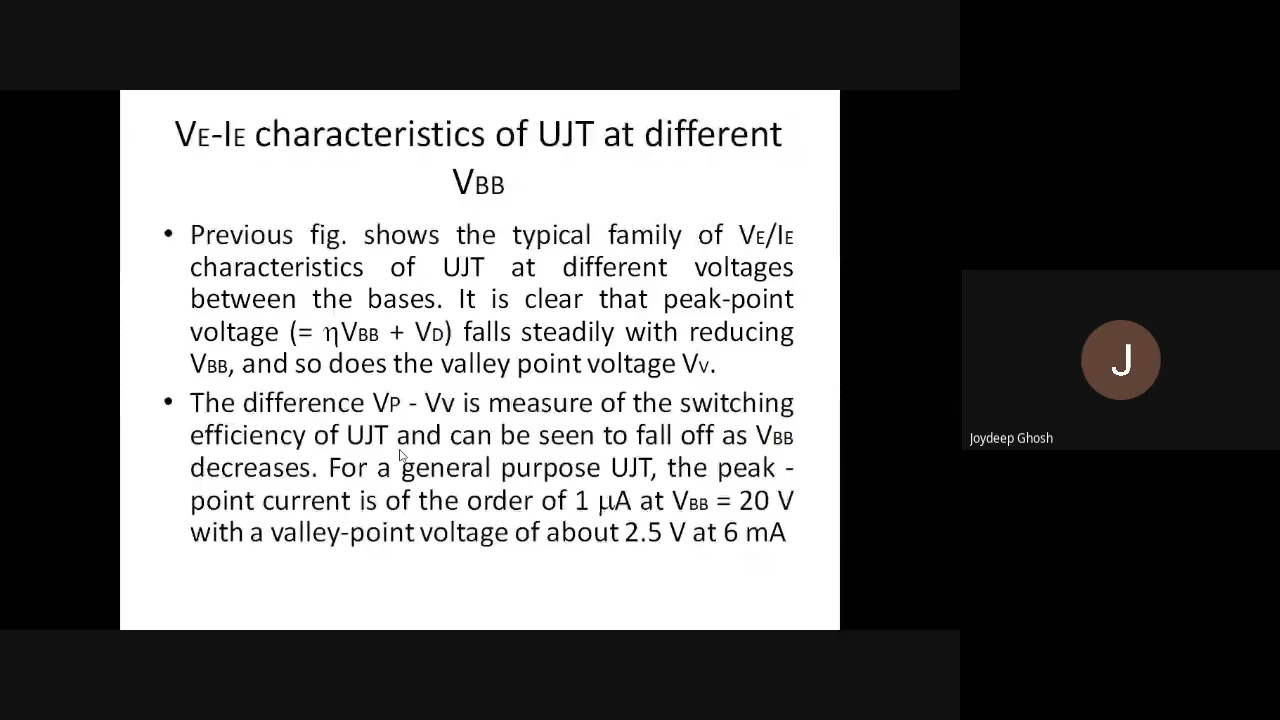 VE-IE characteristics of UJT at different
VBB
• Previous fig. shows the typical family of VE/IE
characteristics of UJT at different voltages
between the bases. It is clear that peak-point
voltage (= ηVBB + VD) falls steadily with reducing
VBB, and so does the valley point voltage VV.
• The difference VP - Vv is measure of the switching
efficiency of UJT and can be seen to fall off as VBB
decreases. For a general purpose UJT, the peak -
point current is of the order of 1 μA at VBB = 20 V
with a valley-point voltage of about 2.5 V at 6 mA
J
Joydeep Ghosh